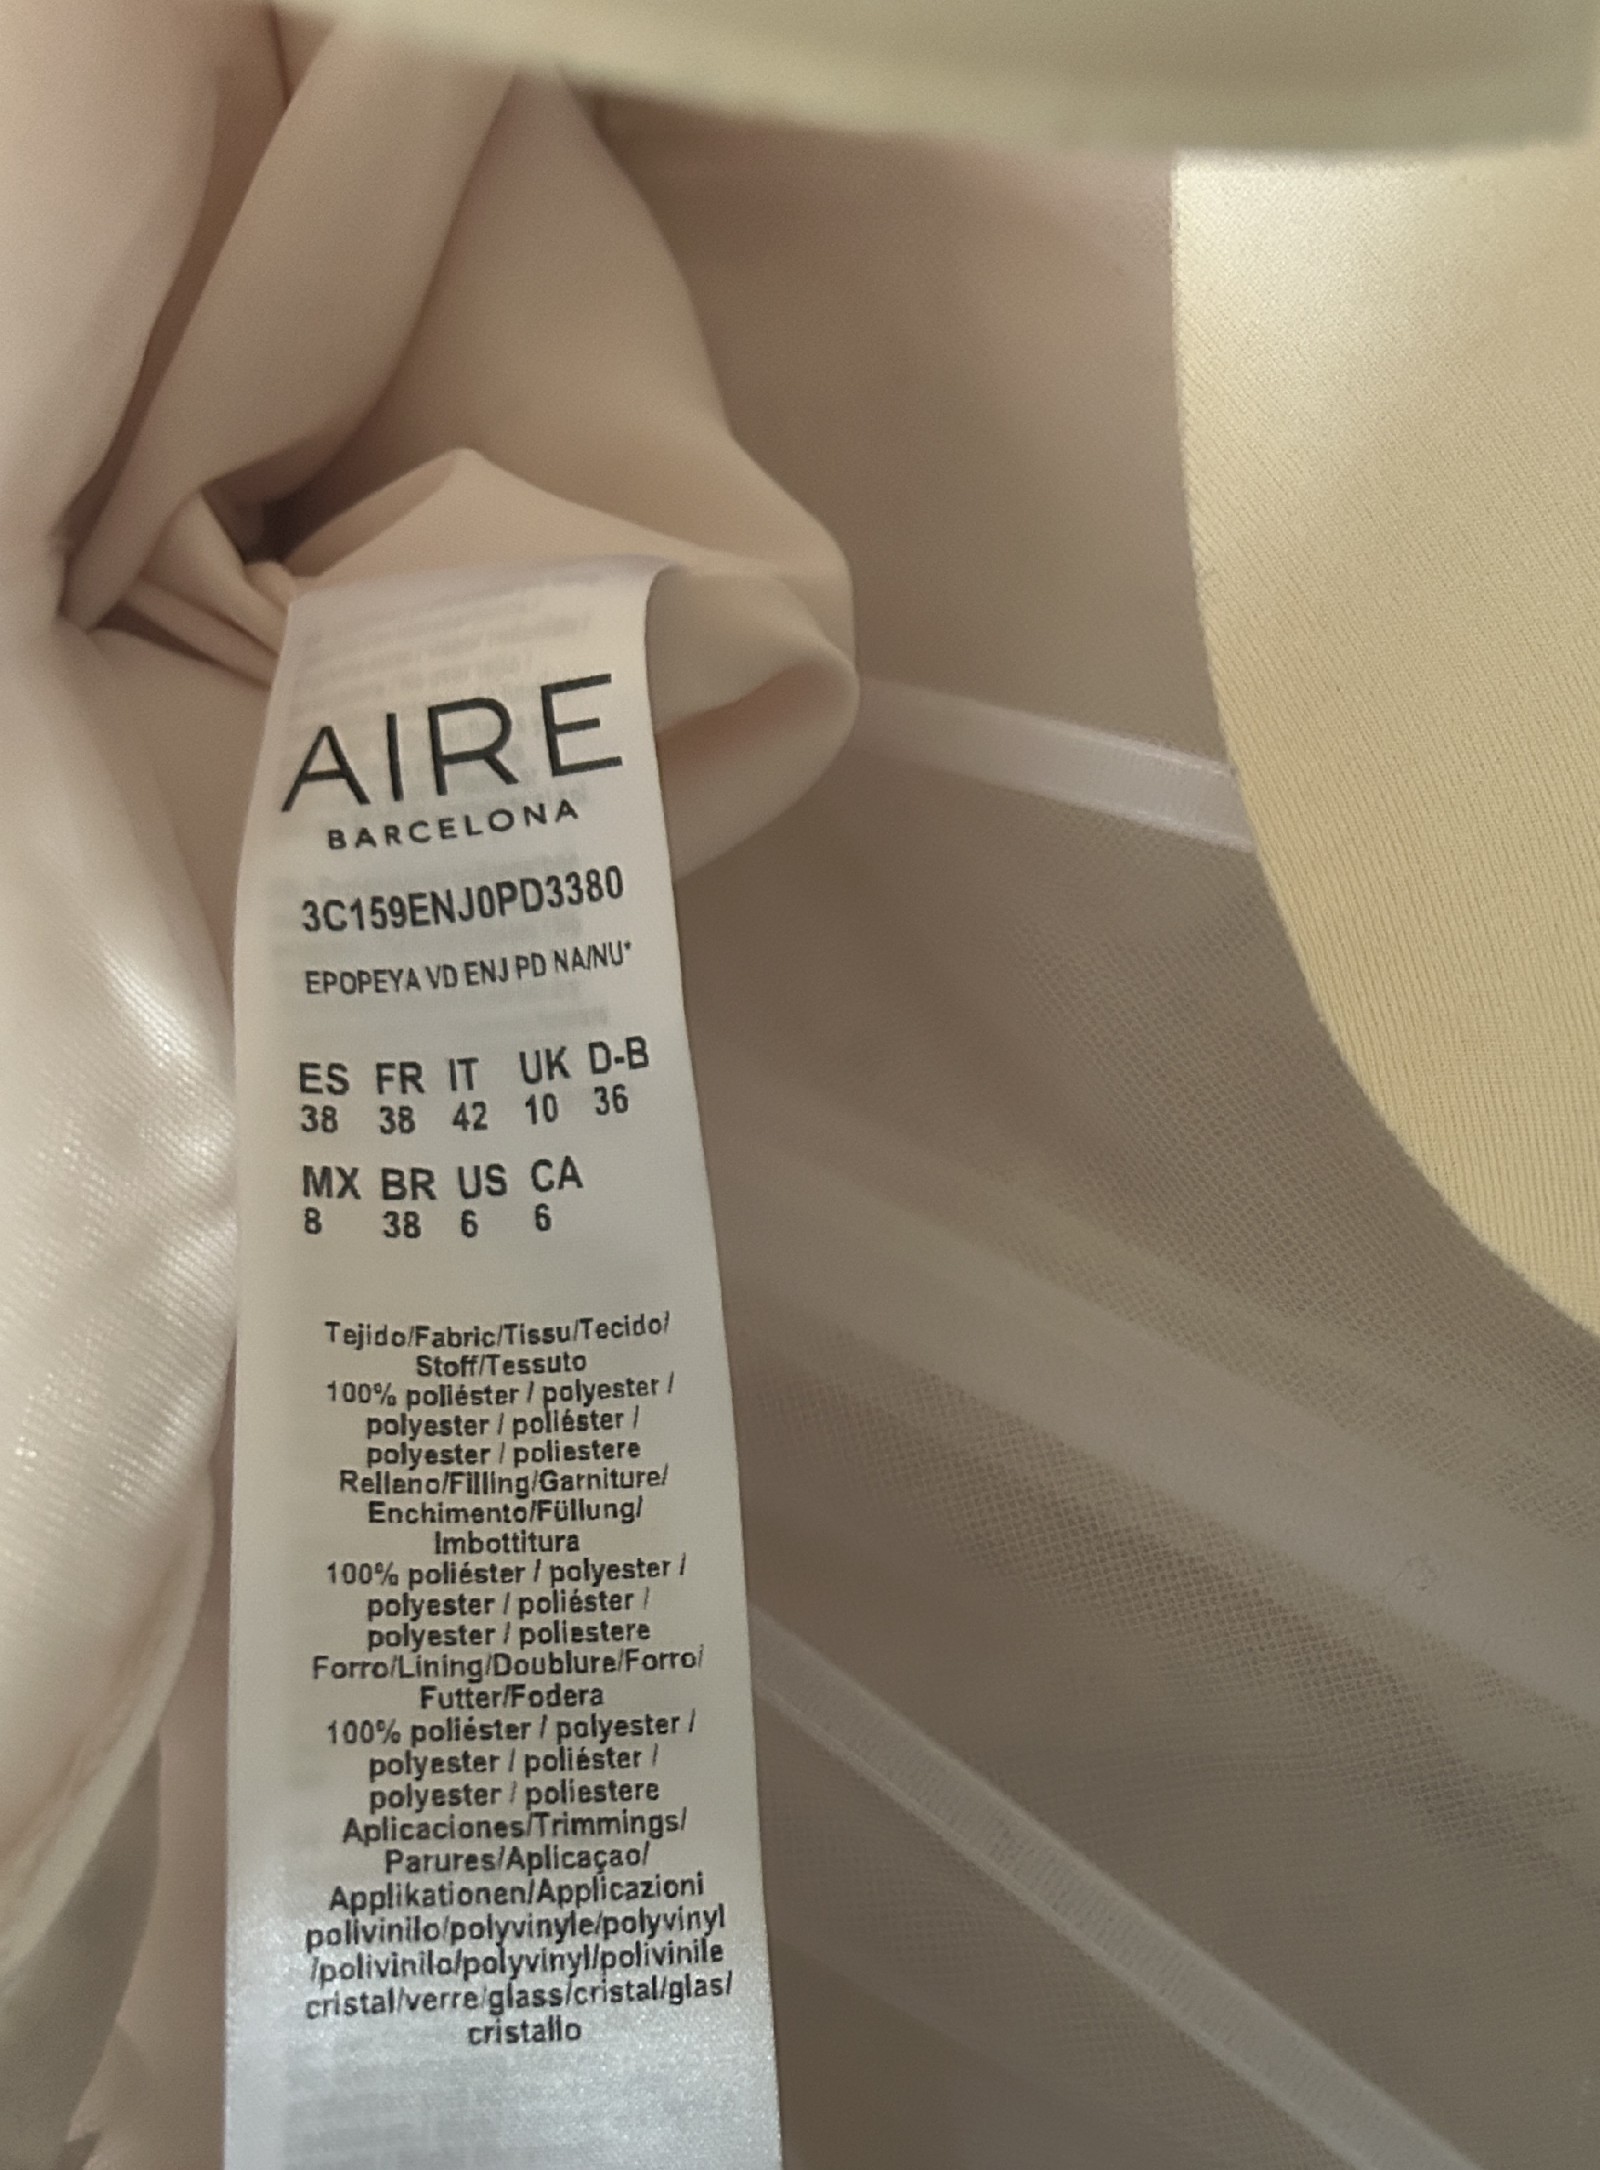 AIRE
BARCELONA
3C159ENJ0PD3380
EPOPEYA VD ENJ PD NA/NU*
ES FR IT UK D-B
38 38 42 10 36
MX BR US CA
8 38 6 6
Tejido/Fabric/Tissu/Tecido/
Stoff/Tessuto
100% poliéster / polyester /
polyester / poliéster /
polyester / poliestere
Relleno/Filling/Garniture/
Enchimento/Füllung/
Imbottitura
100% poliéster / polyester /
polyester / poliéster /
polyester / poliestere
Forro/Lining/Doublure/Forro/
Futter/Fodera
100% poliéster / polyester /
polyester / poliéster /
polyester / poliestere
Aplicaciones/Trimmings/
Parures/Aplicaçao/
Applikationen/Applicazioni
polivinilo/polyvinyle/polyvinyl
/polivinilo/polyvinyl/polivinile
cristal/verre/glass/cristal/glas/
cristallo